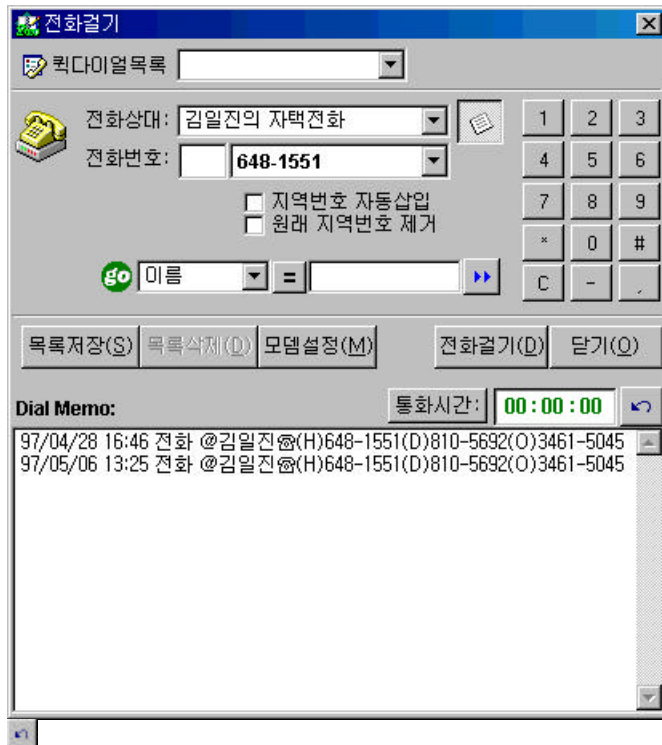 전화걸기
퀵다이얼목록
전화상대: 김일진의 자택전화 1 2 3
전화번호: 648-1551 4 5 6
지역번호 자동삽입 7 8 9
원래 지역번호 제거
* 0 #
go 이름 = C - ,
목록저장(S) 목록삭제(D) 모뎀설정(M) 전화걸기(D) 닫기(O)
Dial Memo: 통화시간: 00:00:00
97/04/28 16:46 전화 @김일진☎(H)648-1551(D)810-5692(O)3461-5045
97/05/06 13:25 전화 @김일진☎(H)648-1551(D)810-5692(O)3461-5045